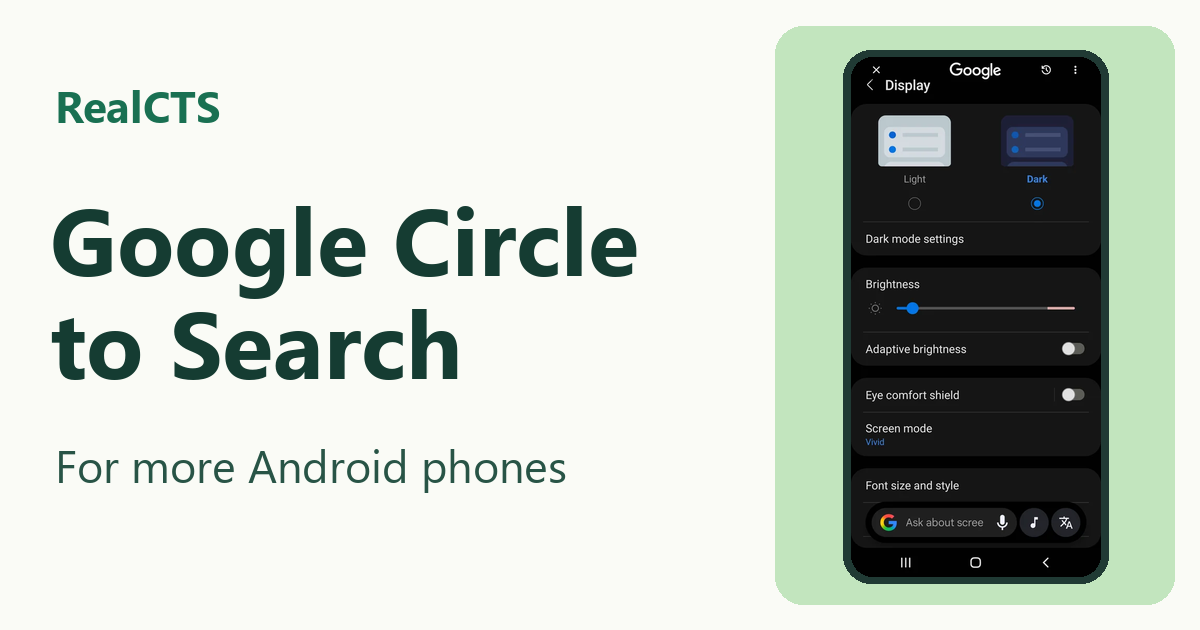 RealCTS
Google Circle
to Search
For more Android phones
Google
Display
Light
Dark
Dark mode settings
Brightness
Adaptive brightness
Eye comfort shield
Screen mode
Vivid
Font size and style
Ask about scree